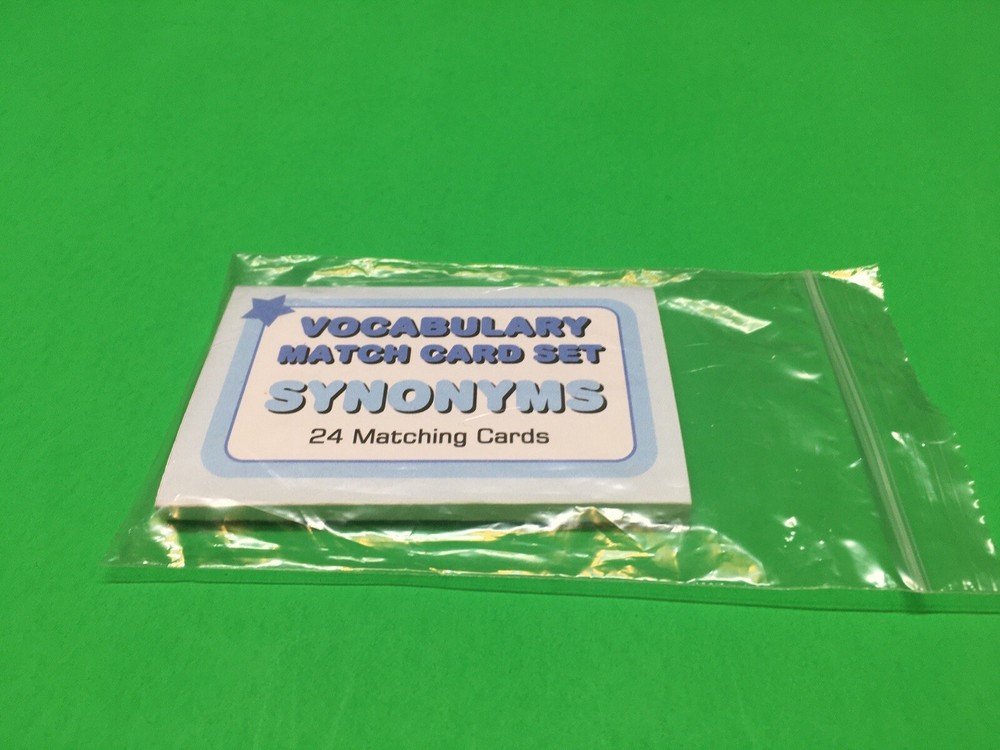 VOCABULARY
MATCH CARD SET
SYNONYMS
24 Matching Cards